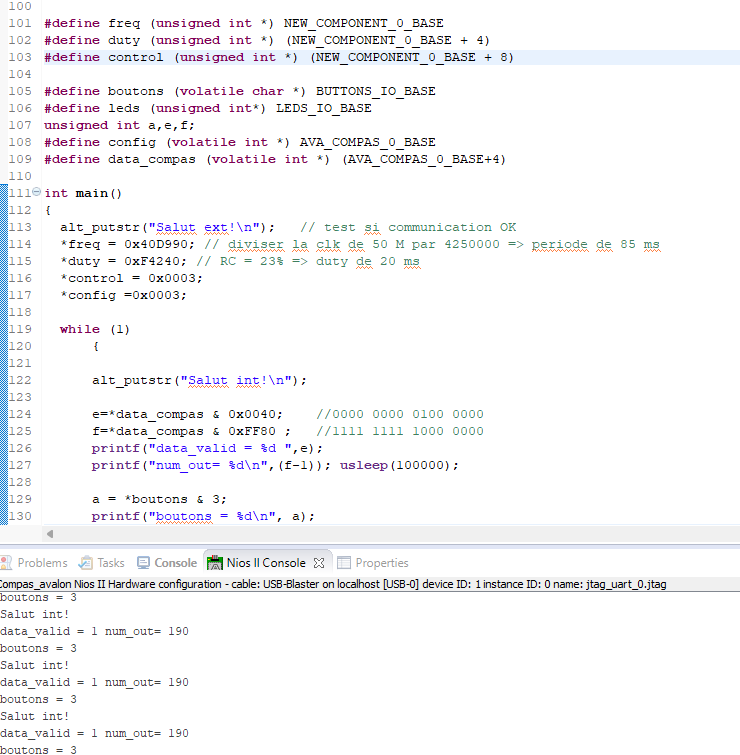 100
101 #define freq (unsigned int *) NEW_COMPONENT_0_BASE
102 #define duty (unsigned int *) (NEW_COMPONENT_0_BASE + 4)
103 #define control (unsigned int *) (NEW_COMPONENT_0_BASE + 8)
104
105 #define boutons (volatile char *) BUTTONS_IO_BASE
106 #define leds (unsigned int*) LEDS_IO_BASE
107 unsigned int a,e,f;
108 #define config (volatile int *) AVA_COMPAS_0_BASE
109 #define data_compas (volatile int *) (AVA_COMPAS_0_BASE+4)
110
111 int main()
112 {
113 alt_putstr("Salut ext!\n"); // test si communication OK
114 *freq = 0x40D990; // diviser la clk de 50 M par 4250000 => periode de 85 ms
115 *duty = 0xF4240; // RC = 23% => duty de 20 ms
116 *control = 0x0003;
117 *config =0x0003;
118
119 while (1)
120 {
121
122 alt_putstr("Salut int!\n");
123
124 e=*data_compas & 0x0040; //0000 0000 0100 0000
125 f=*data_compas & 0xFF80 ; //1111 1111 1000 0000
126 printf("data_valid = %d ",e);
127 printf("num_out= %d\n",(f-1)); usleep(100000);
128
129 a = *boutons & 3;
130 printf("boutons = %d\n", a);
Problems Tasks Console Nios II Console Properties
Compas_avalon Nios II Hardware configuration - cable: USB-Blaster on localhost [USB-0] device ID: 1 instance ID: 0 name: jtag_uart_0.jtag
boutons = 3
Salut int!
data_valid = 1 num_out= 190
boutons = 3
Salut int!
data_valid = 1 num_out= 190
boutons = 3
Salut int!
data_valid = 1 num_out= 190
boutons = 3